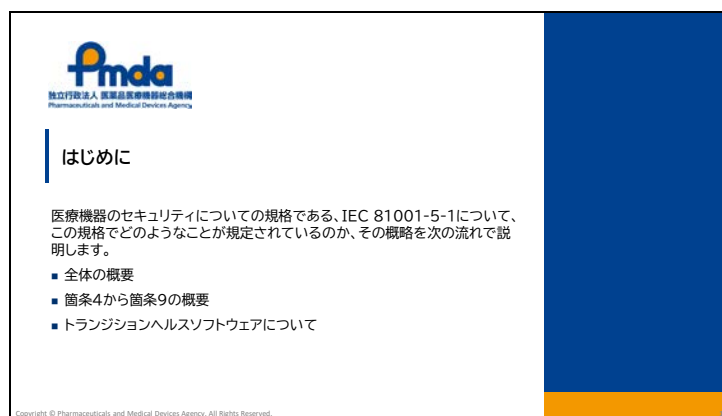 Pmda
独立行政法人 医薬品医療機器総合機構
Pharmaceuticals and Medical Devices Agency
はじめに
医療機器のセキュリティについての規格である、IEC 81001-5-1について、
この規格でどのようなことが規定されているのか、その概略を次の流れで説
明します。
■ 全体の概要
■ 箇条4から箇条9の概要
■ トランジションヘルスソフトウェアについて
Copyright © Pharmaceuticals and Medical Devices Agency. All Rights Reserved.